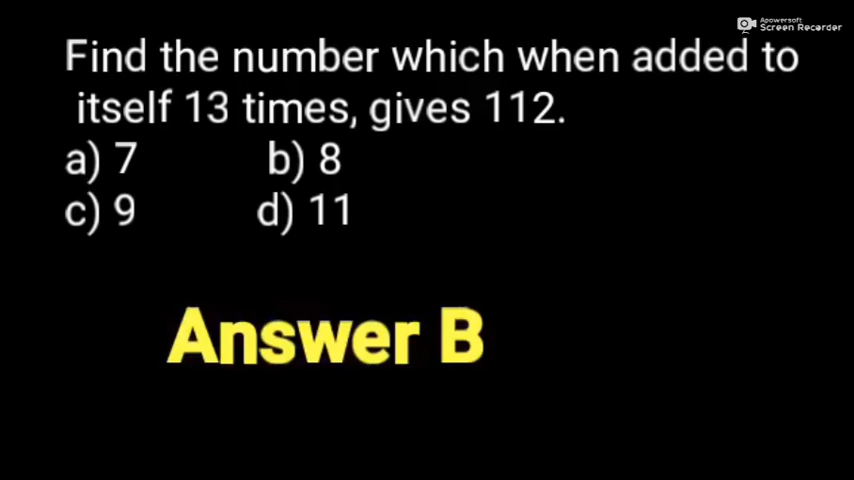 Apowersoft
Screen Recorder
Find the number which when added to
itself 13 times, gives 112.
a) 7 b) 8
c) 9 d) 11
Answer B